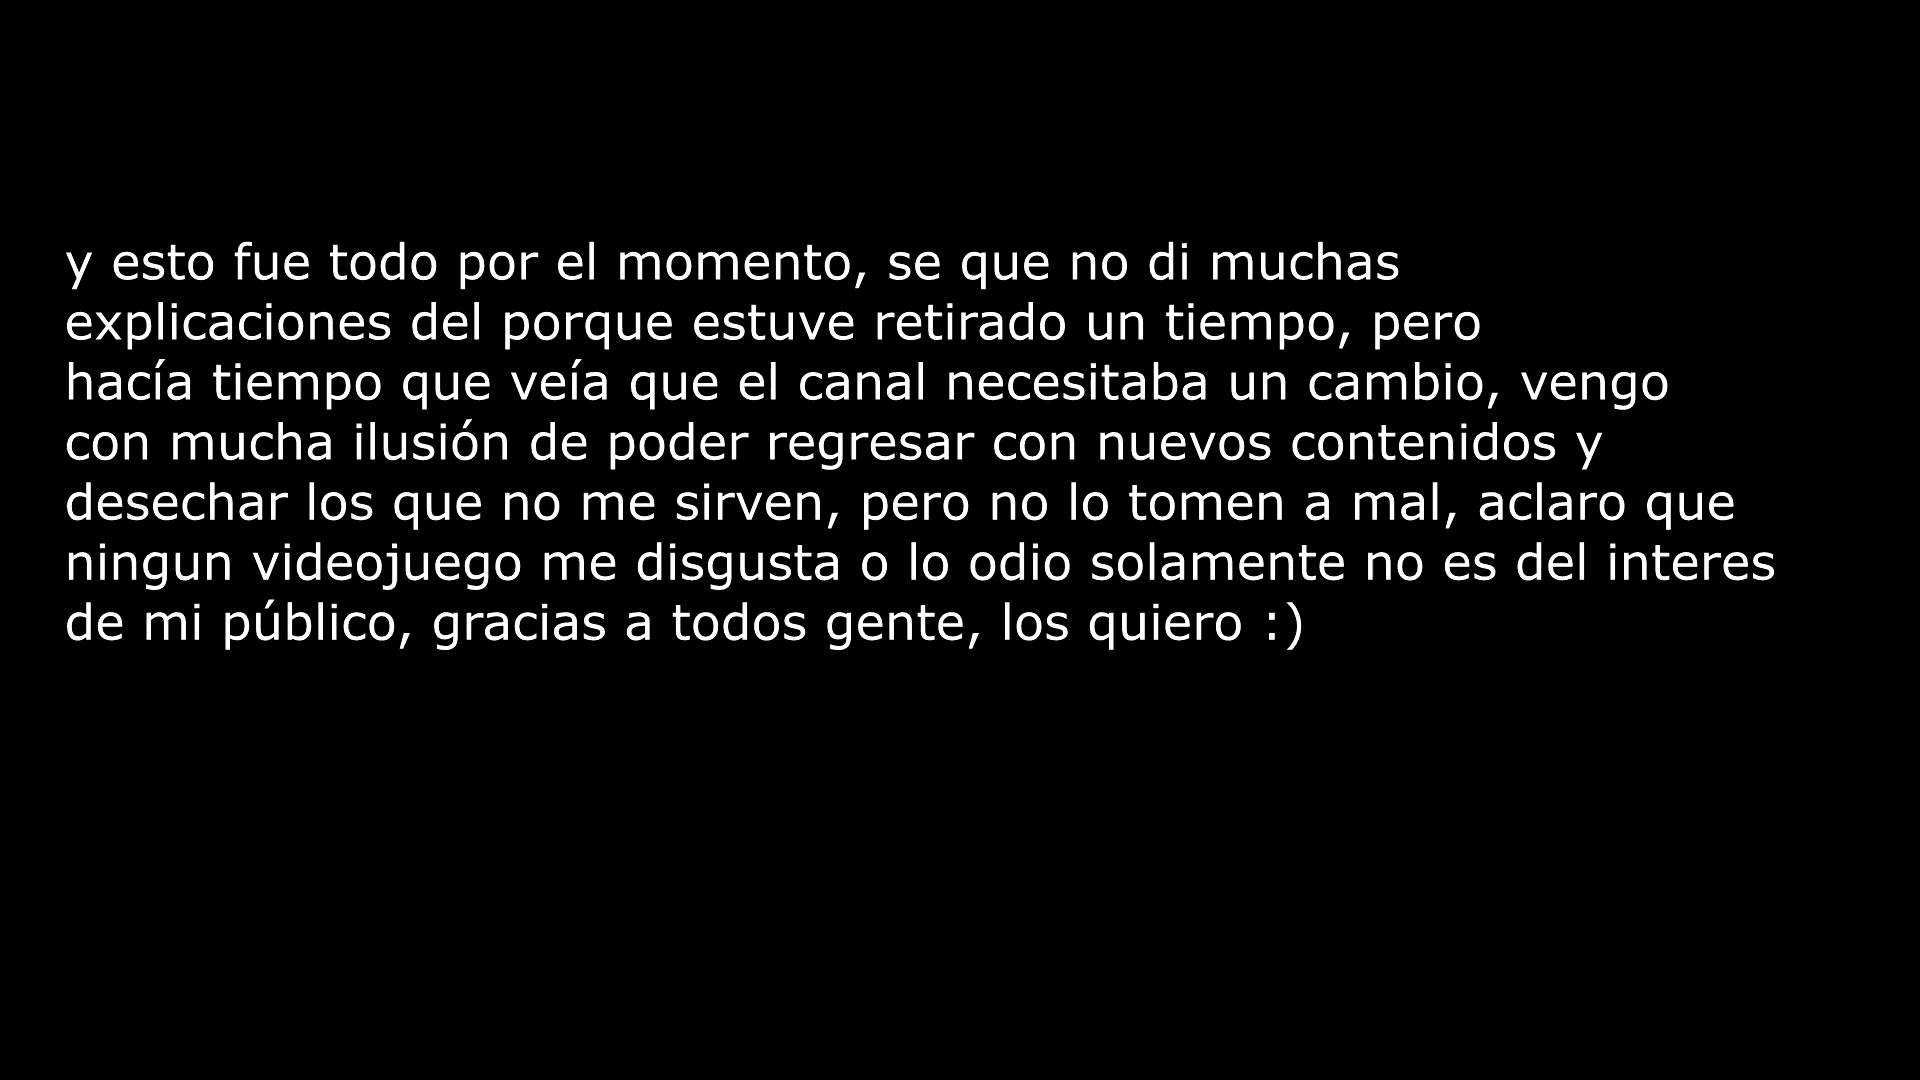 y esto fue todo por el momento, se que no di muchas
explicaciones del porque estuve retirado un tiempo, pero
hacía tiempo que veía que el canal necesitaba un cambio, vengo
con mucha ilusión de poder regresar con nuevos contenidos y
desechar los que no me sirven, pero no lo tomen a mal, aclaro que
ningun videojuego me disgusta o lo odio solamente no es del interes
de mi público, gracias a todos gente, los quiero :)